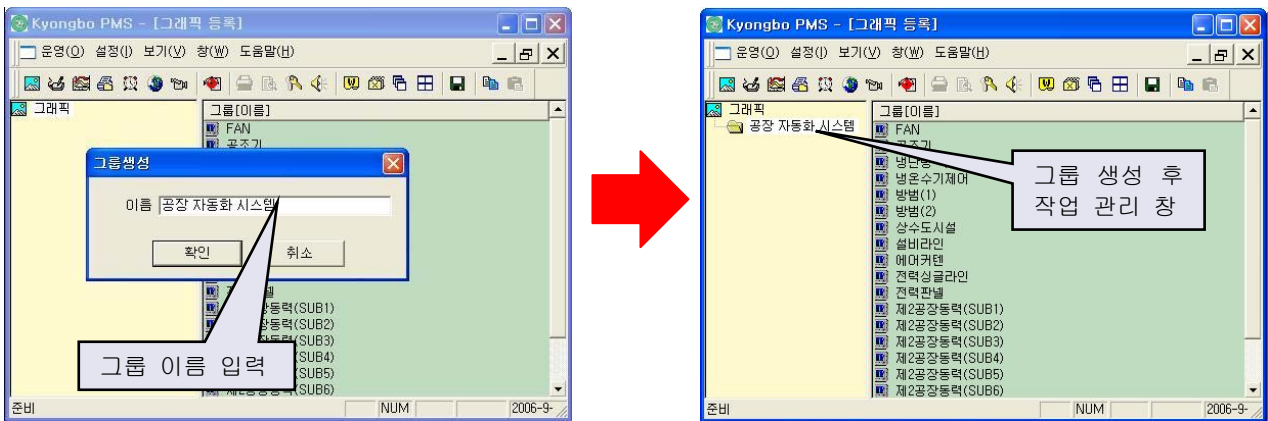 Kyongbo PMS - [그래픽 등록]
운영(O) 설정(I) 보기(V) 창(W) 도움말(H)
그래픽
그룹[이름]
FAN
공조기
그룹생성
이름 공장 자동화 시스템
확인 취소
(SUB1)
(SUB2)
(SUB3)
(SUB4)
(SUB5)
(SUB6)
그룹 이름 입력
준비 NUM 2006-9-
Kyongbo PMS - [그래픽 등록]
운영(O) 설정(I) 보기(V) 창(W) 도움말(H)
그래픽
공장 자동화 시스템
그룹[이름]
FAN
공조기
냉온수기제어
방범(1)
방범(2)
상수도시설
설비라인
에어커텐
전력싱글라인
전력판넬
제2공장동력(SUB1)
제2공장동력(SUB2)
제2공장동력(SUB3)
제2공장동력(SUB4)
제2공장동력(SUB5)
제2공장동력(SUB6)
그룹 생성 후
작업 관리 창
준비 NUM 2006-9-